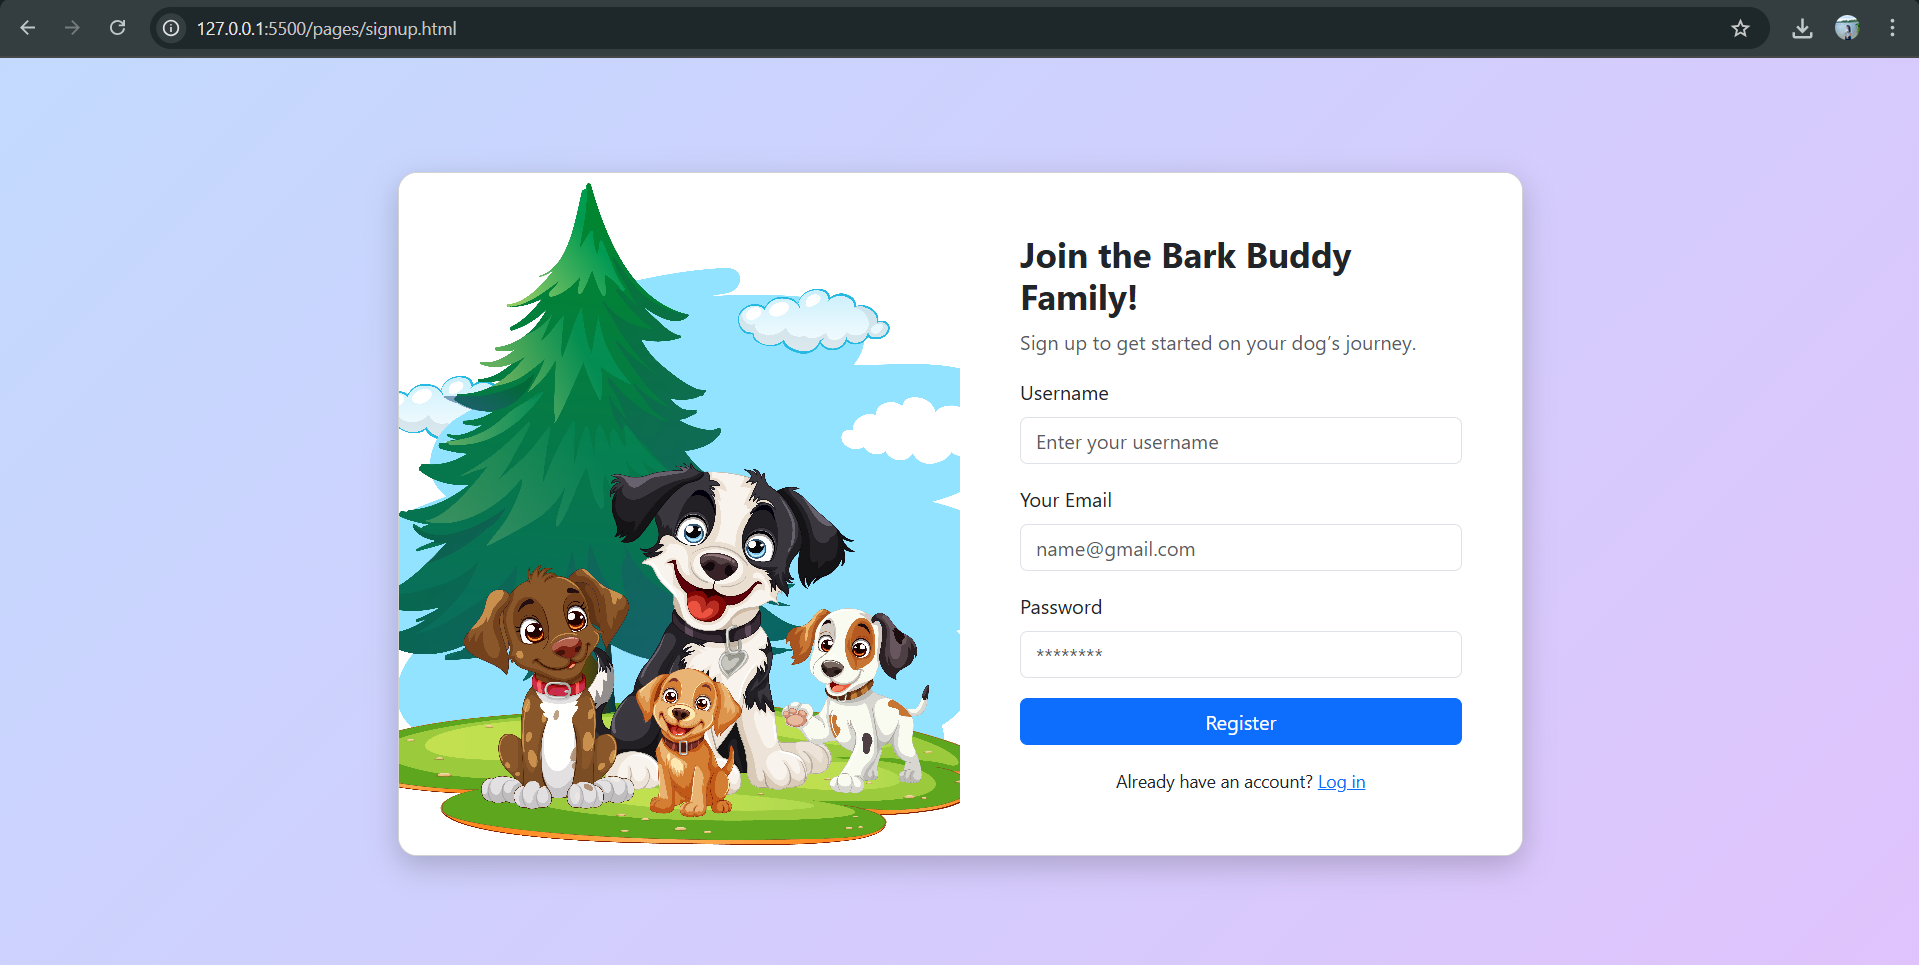 127.0.0.1:5500/pages/signup.html
Join the Bark Buddy
Family!
Sign up to get started on your dog’s journey.
Username
Enter your username
Your Email
name@gmail.com
Password
********
Register
Already have an account? Log in